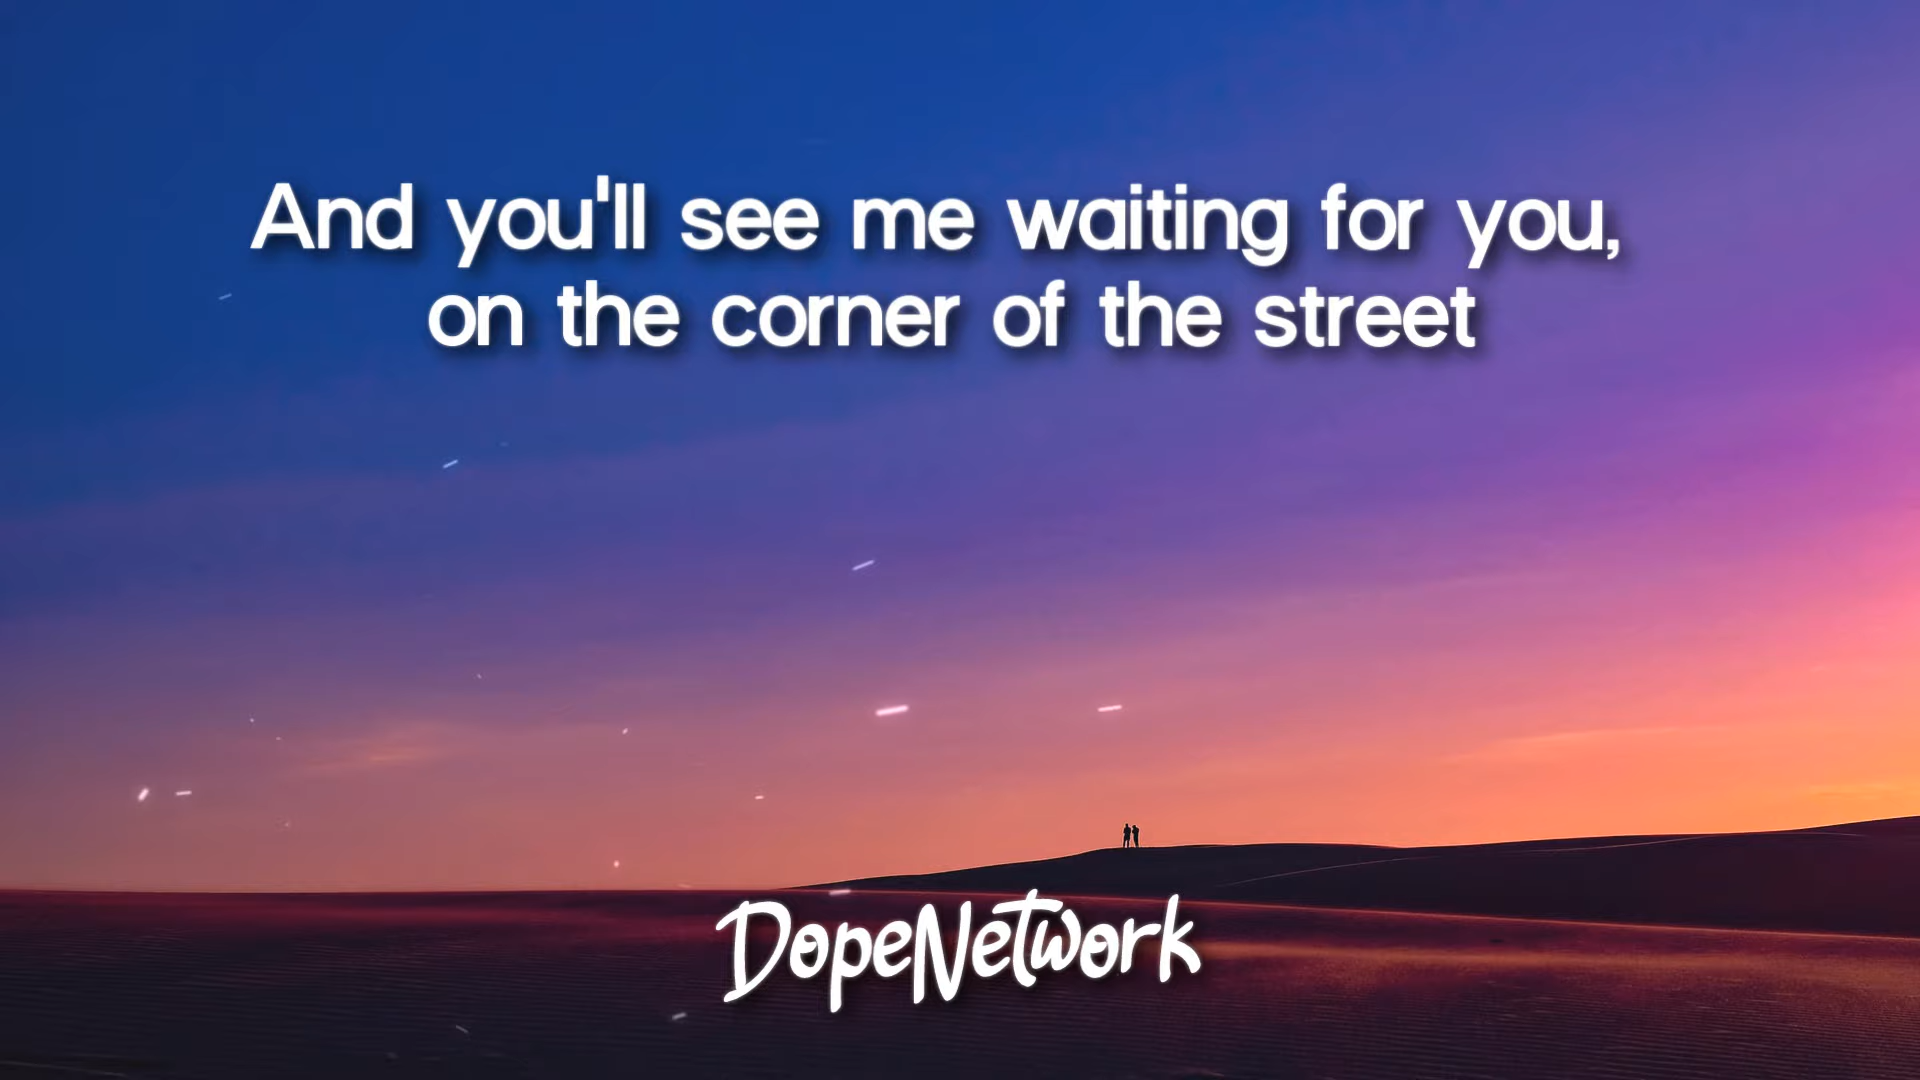 And you'll see me waiting for you,
on the corner of the street
DopeNetwork